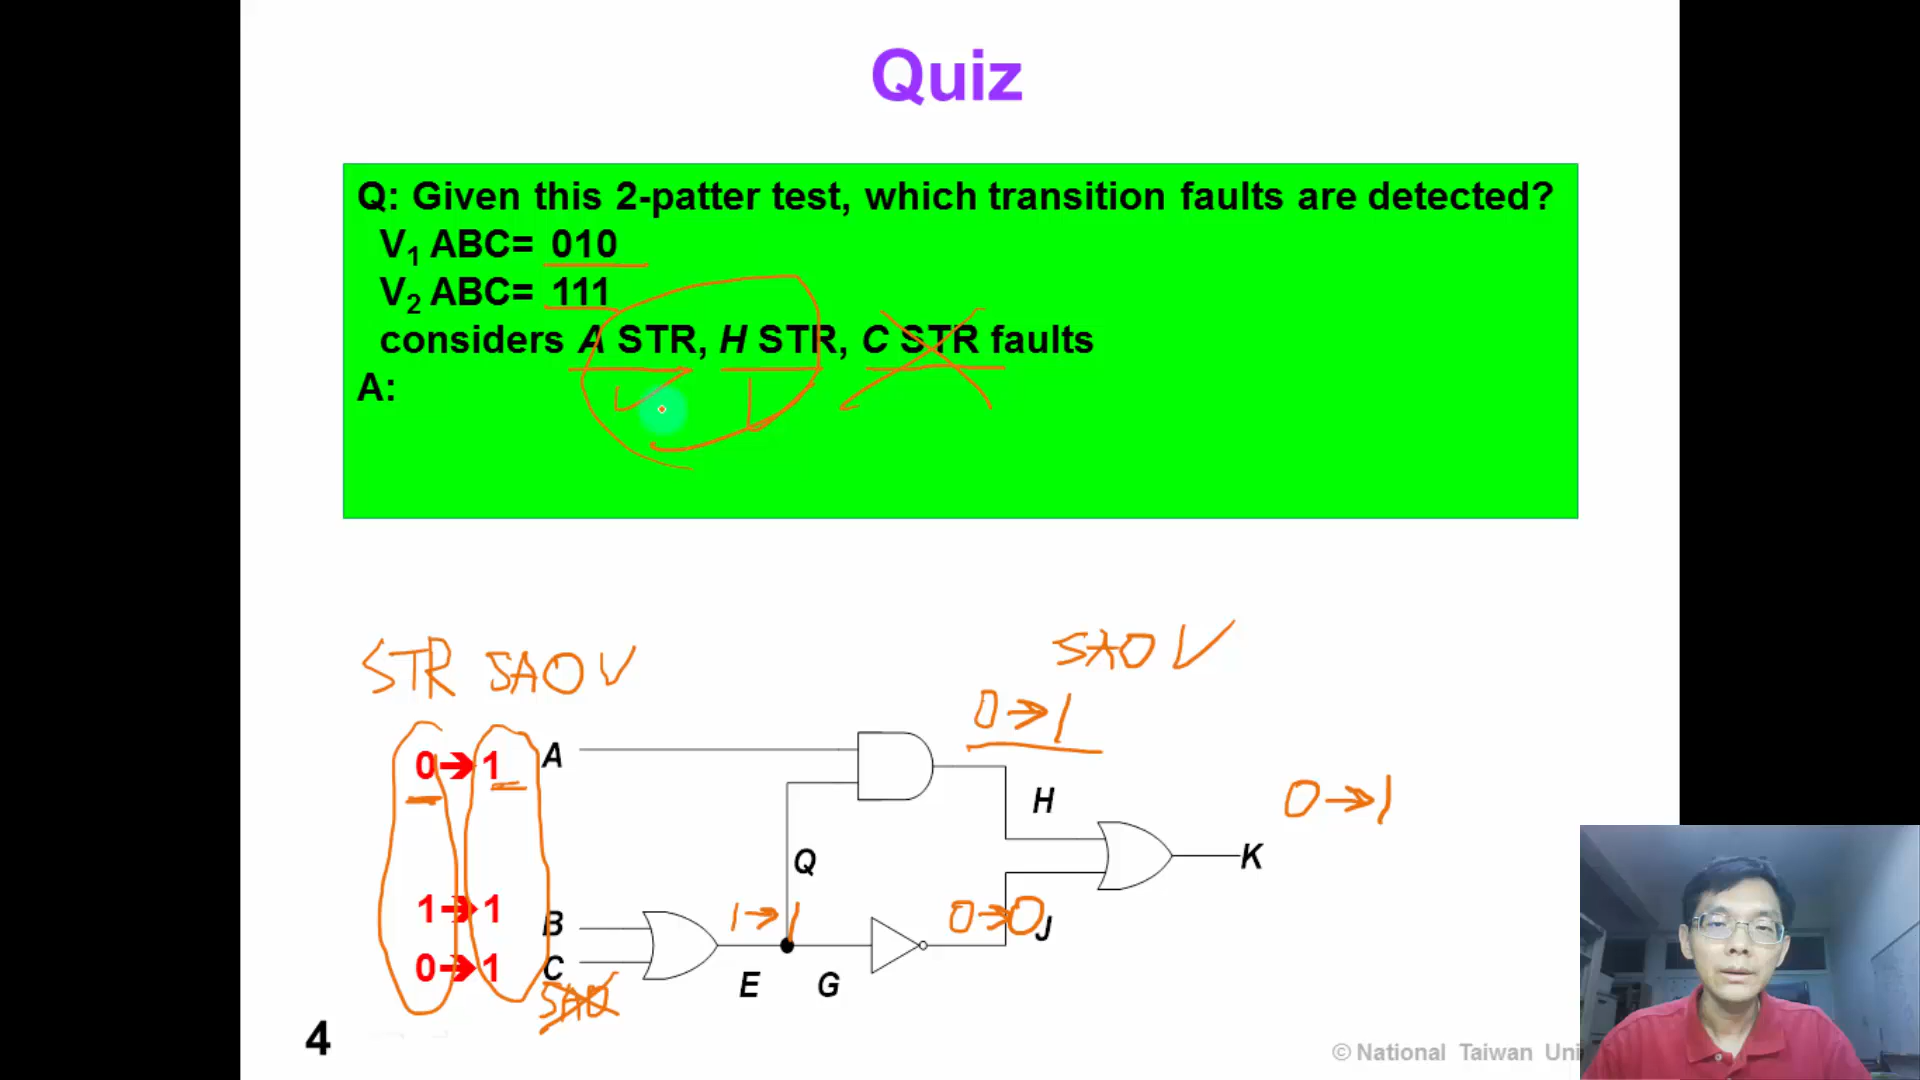 Quiz
Q: Given this 2-patter test, which transition faults are detected?
V1 ABC= 010
V2 ABC= 111
considers A STR, H STR, C STR faults
A:
STR SA0 V
SA0 V
0→1
0→1 A
H
0→1
K
Q
1→1 B
1→1
0→0
J
0→1 C
SA0
E
G
4
© National Taiwan Uni